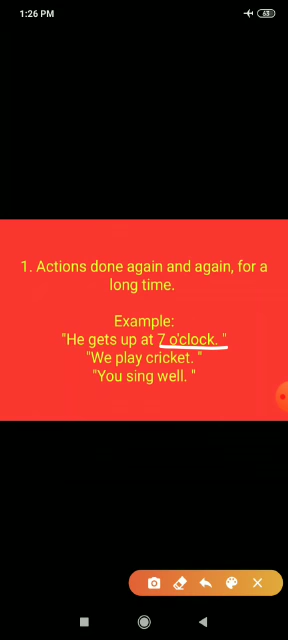 1:26 PM
63
1. Actions done again and again, for a
long time.
Example:
"He gets up at 7 o'clock. "
"We play cricket. "
"You sing well. "